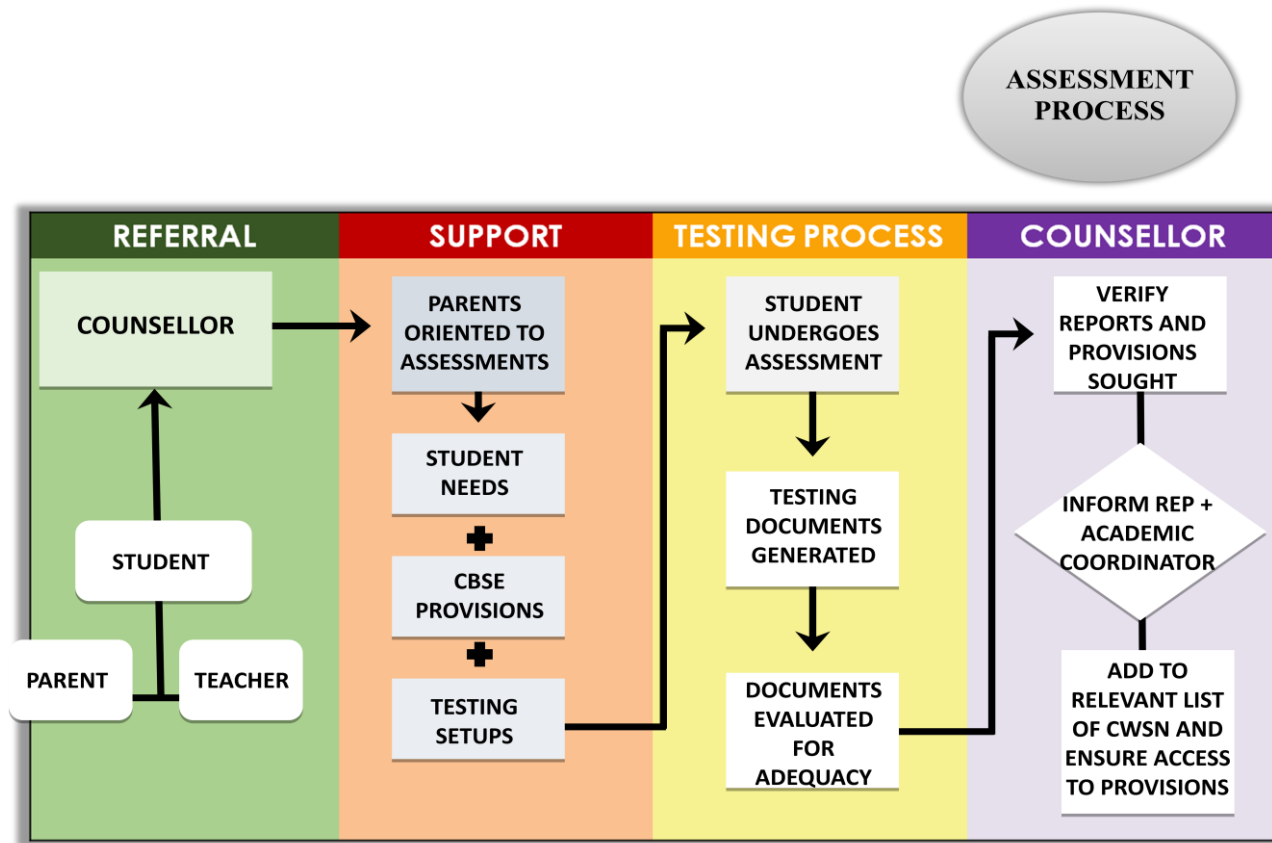 ASSESSMENT
PROCESS
REFERRAL
COUNSELLOR
STUDENT
PARENT
TEACHER
SUPPORT
PARENTS
ORIENTED TO
ASSESSMENTS
STUDENT
NEEDS
CBSE
PROVISIONS
TESTING
SETUPS
TESTING PROCESS
STUDENT
UNDERGOES
ASSESSMENT
TESTING
DOCUMENTS
GENERATED
DOCUMENTS
EVALUATED
FOR
ADEQUACY
COUNSELLOR
VERIFY
REPORTS AND
PROVISIONS
SOUGHT
INFORM REP +
ACADEMIC
COORDINATOR
ADD TO
RELEVANT LIST
OF CWSN AND
ENSURE ACCESS
TO PROVISIONS